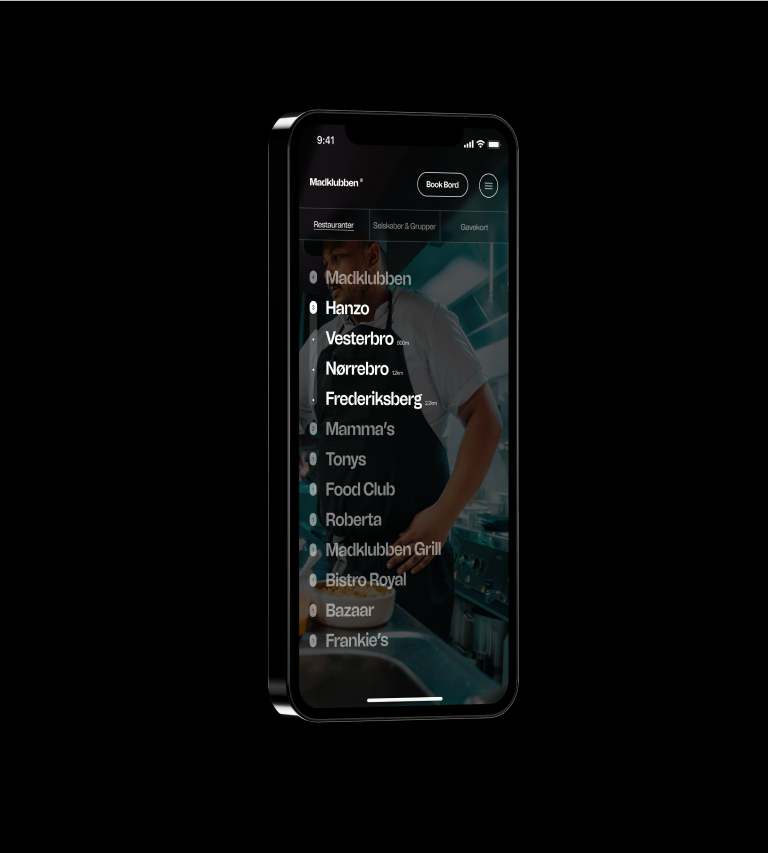 9:41
Madklubben®
Book Bord
Restauranter
Selskaber & Grupper
Gavekort
Madklubben
Hanzo
Vesterbro 800m
Nørrebro 1.2km
Frederiksberg 2.2km
Mamma's
Tonys
Food Club
Roberta
Madklubben Grill
Bistro Royal
Bazaar
Frankie's